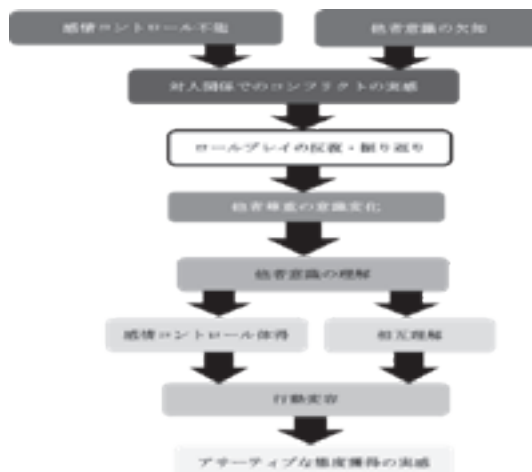 感情コントロール不能
他者意識の欠如
対人関係でのコンフリクトの実感
ロールプレイの反復・振り返り
他者尊重の意識変化
他者意識の理解
感情コントロール体得
相互理解
行動変容
アサーティブな態度獲得の実感